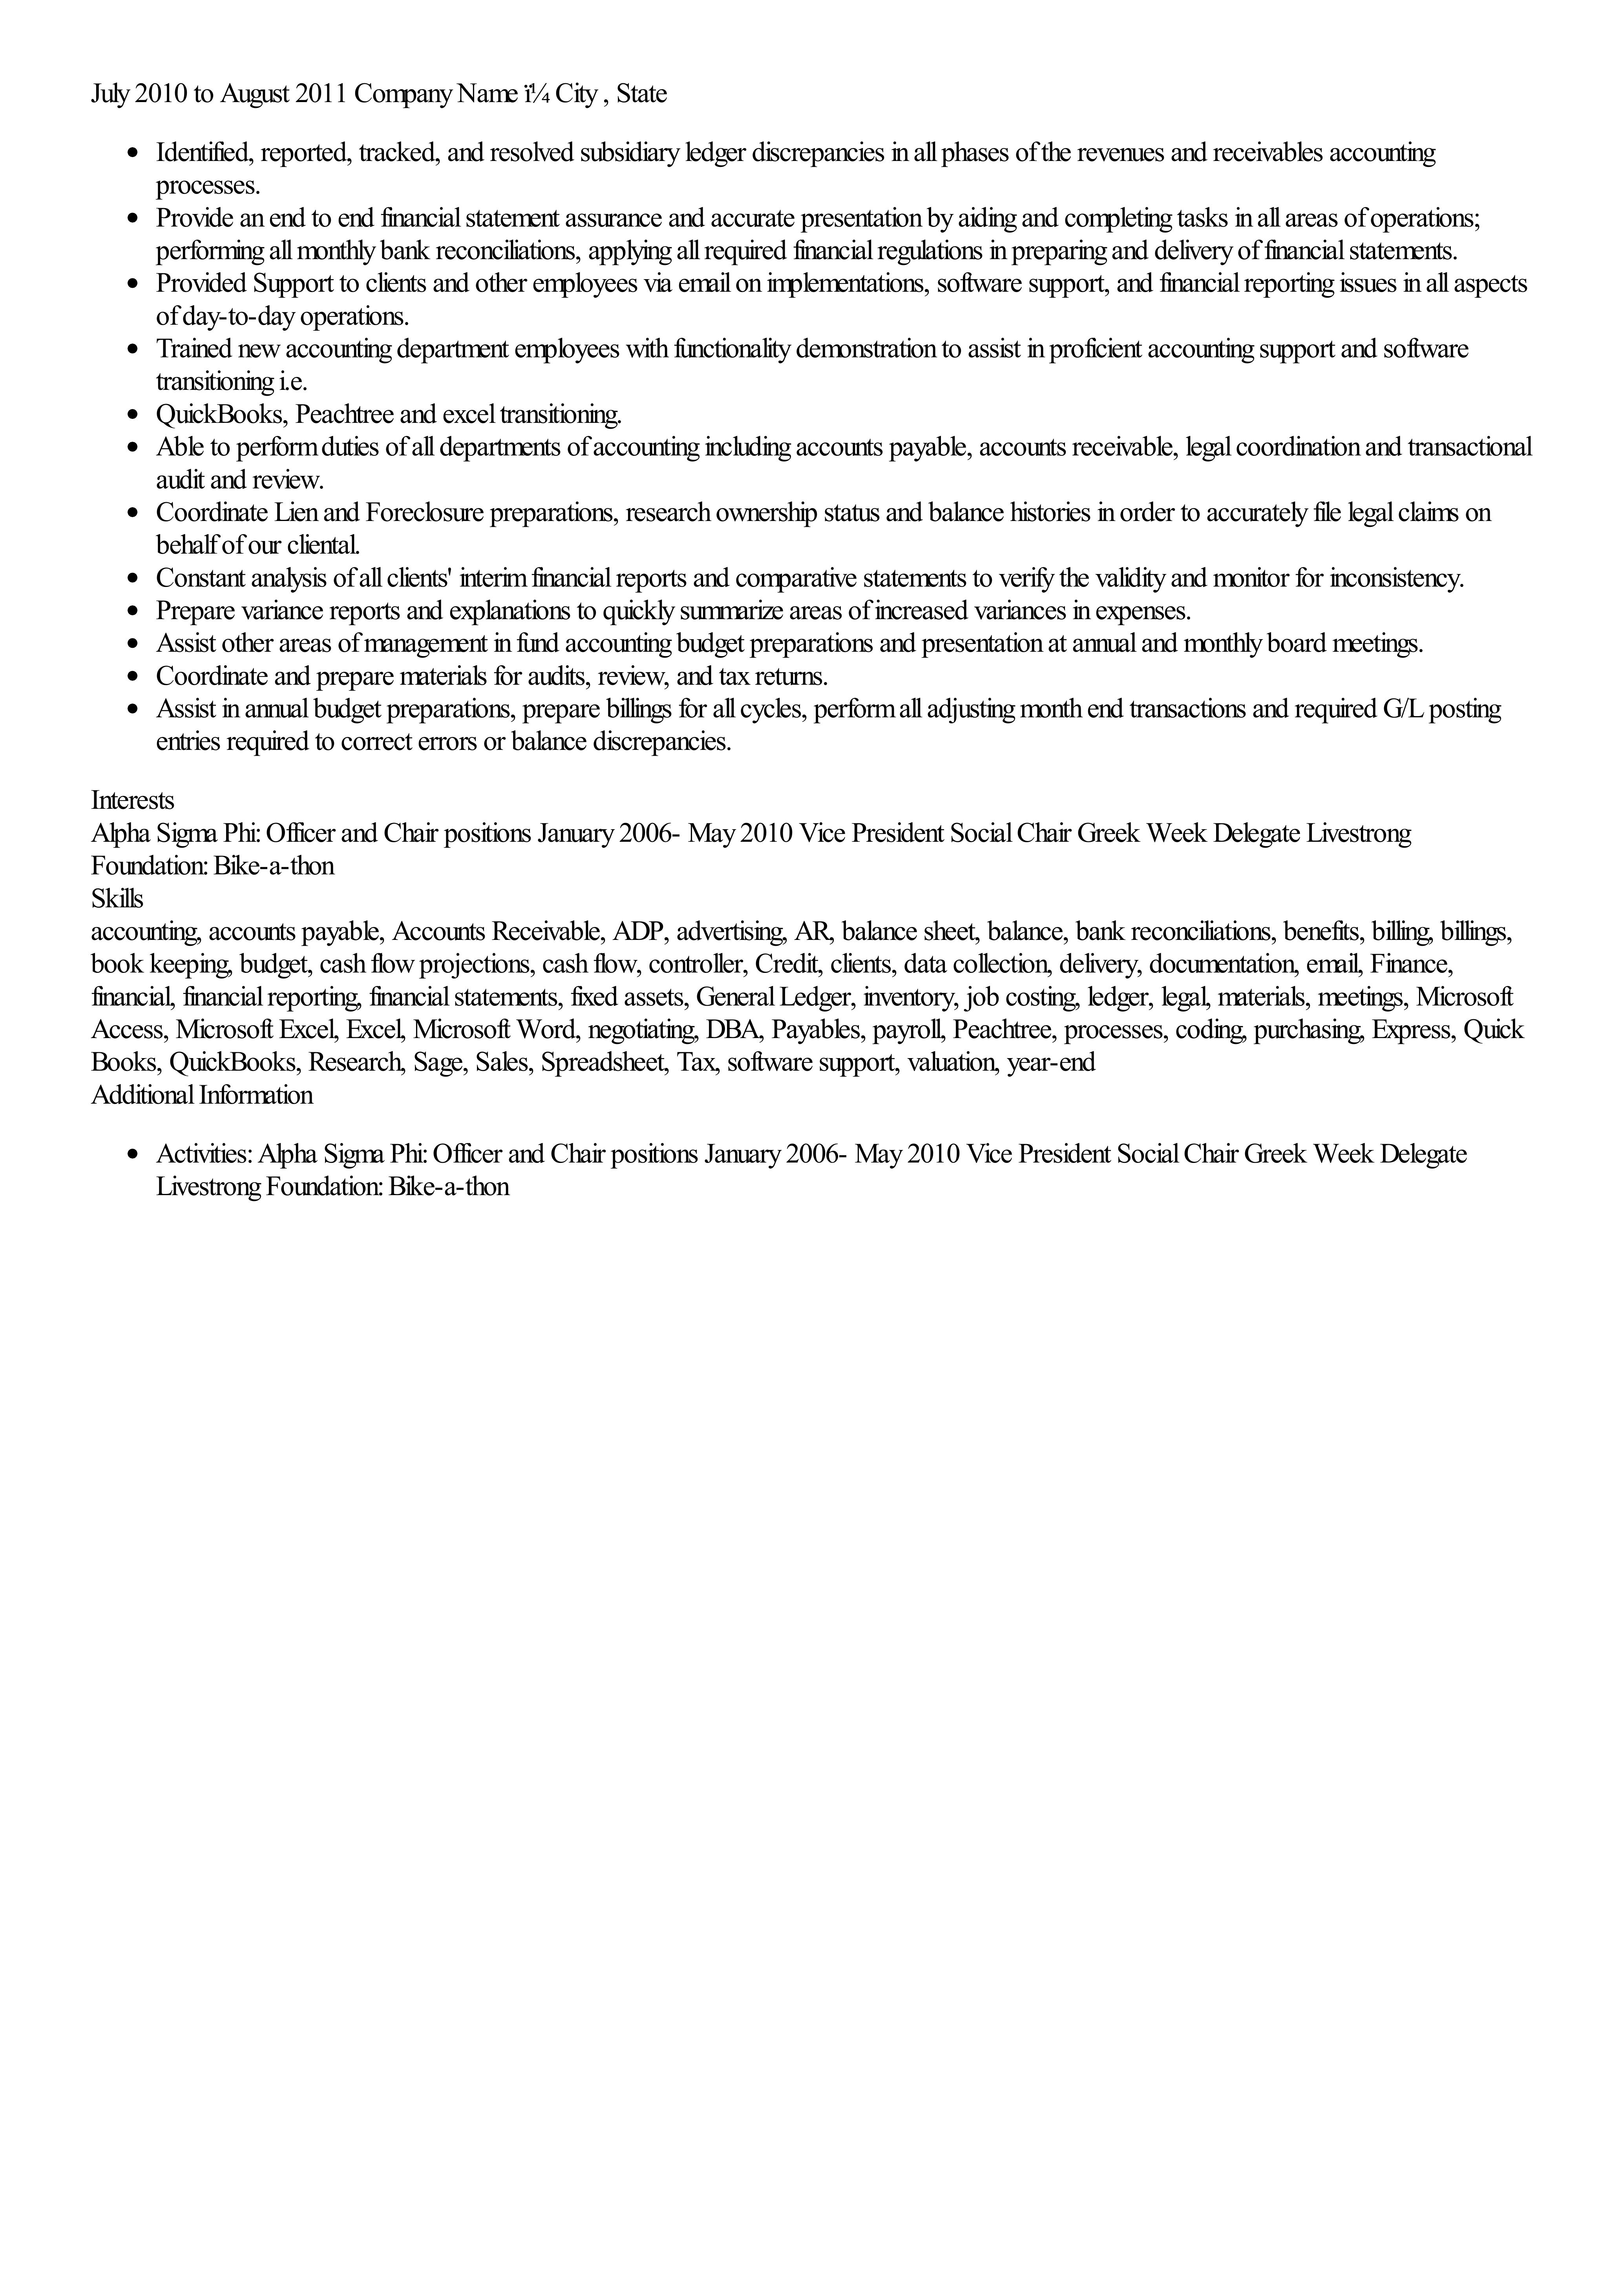 July 2010 to August 2011 Company Name ï¼ City , State
• Identified, reported, tracked, and resolved subsidiary ledger discrepancies in all phases of the revenues and receivables accounting
processes.
• Provide an end to end financial statement assurance and accurate presentation by aiding and completing tasks in all areas of operations;
performing all monthly bank reconciliations, applying all required financial regulations in preparing and delivery of financial statements.
• Provided Support to clients and other employees via email on implementations, software support, and financial reporting issues in all aspects
of day-to-day operations.
• Trained new accounting department employees with functionality demonstration to assist in proficient accounting support and software
transitioning i.e.
• QuickBooks, Peachtree and excel transitioning.
• Able to perform duties of all departments of accounting including accounts payable, accounts receivable, legal coordination and transactional
audit and review.
• Coordinate Lien and Foreclosure preparations, research ownership status and balance histories in order to accurately file legal claims on
behalf of our cliental.
• Constant analysis of all clients' interim financial reports and comparative statements to verify the validity and monitor for inconsistency.
• Prepare variance reports and explanations to quickly summarize areas of increased variances in expenses.
• Assist other areas of management in fund accounting budget preparations and presentation at annual and monthly board meetings.
• Coordinate and prepare materials for audits, review, and tax returns.
• Assist in annual budget preparations, prepare billings for all cycles, perform all adjusting month end transactions and required G/L posting
entries required to correct errors or balance discrepancies.
Interests
Alpha Sigma Phi: Officer and Chair positions January 2006- May 2010 Vice President Social Chair Greek Week Delegate Livestrong
Foundation: Bike-a-thon
Skills
accounting, accounts payable, Accounts Receivable, ADP, advertising, AR, balance sheet, balance, bank reconciliations, benefits, billing, billings,
book keeping, budget, cash flow projections, cash flow, controller, Credit, clients, data collection, delivery, documentation, email, Finance,
financial, financial reporting, financial statements, fixed assets, General Ledger, inventory, job costing, ledger, legal, materials, meetings, Microsoft
Access, Microsoft Excel, Excel, Microsoft Word, negotiating, DBA, Payables, payroll, Peachtree, processes, coding, purchasing, Express, Quick
Books, QuickBooks, Research, Sage, Sales, Spreadsheet, Tax, software support, valuation, year-end
Additional Information
• Activities: Alpha Sigma Phi: Officer and Chair positions January 2006- May 2010 Vice President Social Chair Greek Week Delegate
Livestrong Foundation: Bike-a-thon